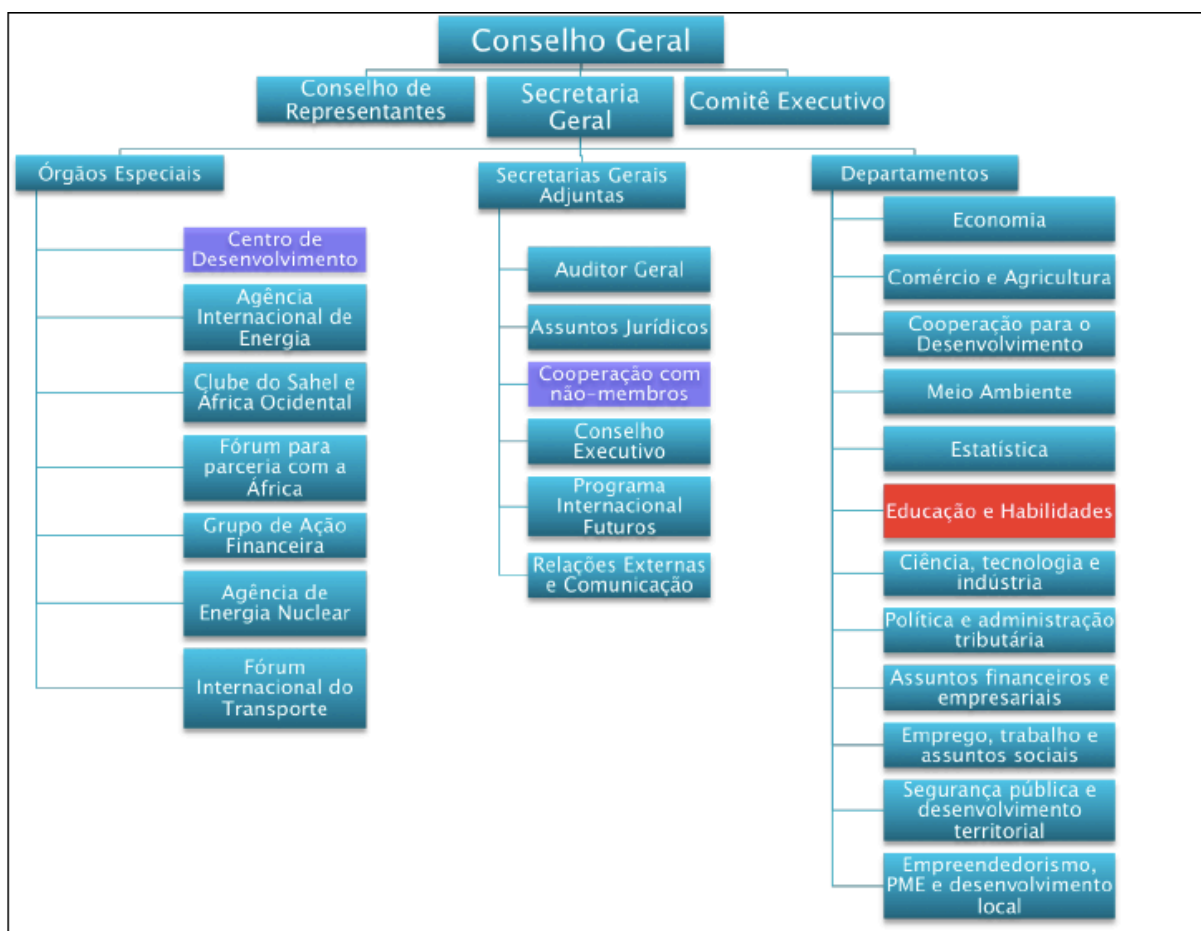 Conselho Geral
Conselho de
Representantes
Secretaria
Geral
Comitê Executivo
Órgãos Especiais
Centro de
Desenvolvimento
Agência
Internacional de
Energia
Clube do Sahel e
África Ocidental
Fórum para
parceria com a
África
Grupo de Ação
Financeira
Agência de
Energia Nuclear
Fórum
Internacional do
Transporte
Secretarias Gerais
Adjuntas
Auditor Geral
Assuntos Jurídicos
Cooperação com
não-membros
Conselho
Executivo
Programa
Internacional
Futuros
Relações Externas
e Comunicação
Departamentos
Economia
Comércio e Agricultura
Cooperação para o
Desenvolvimento
Meio Ambiente
Estatística
Educação e Habilidades
Ciência, tecnologia e
indústria
Política e administração
tributária
Assuntos financeiros e
empresariais
Emprego, trabalho e
assuntos sociais
Segurança pública e
desenvolvimento
territorial
Empreendedorismo,
PME e desenvolvimento
local